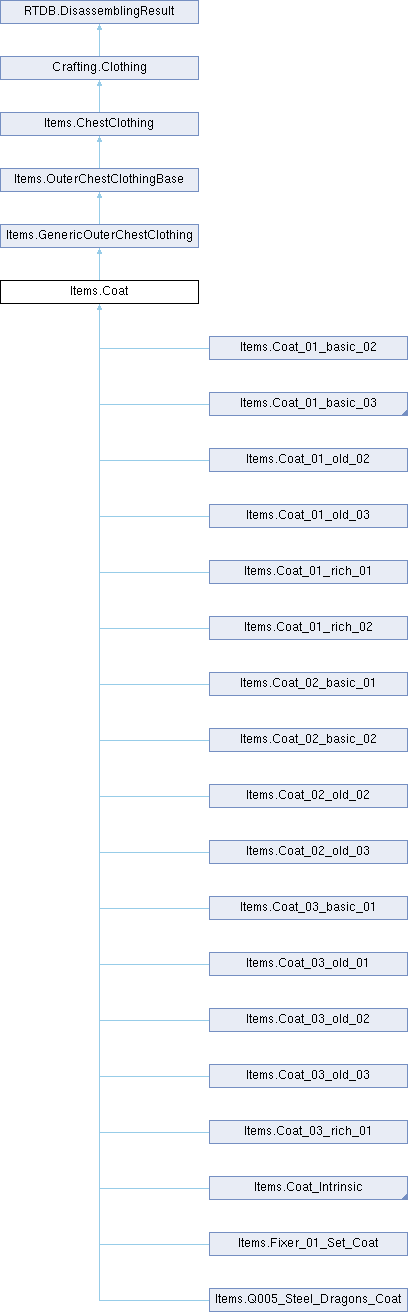 RTDB.DisassemblingResult
Crafting.Clothing
Items.ChestClothing
Items.OuterChestClothingBase
Items.GenericOuterChestClothing
Items.Coat
Items.Coat_01_basic_02
Items.Coat_01_basic_03
Items.Coat_01_old_02
Items.Coat_01_old_03
Items.Coat_01_rich_01
Items.Coat_01_rich_02
Items.Coat_02_basic_01
Items.Coat_02_basic_02
Items.Coat_02_old_02
Items.Coat_02_old_03
Items.Coat_03_basic_01
Items.Coat_03_old_01
Items.Coat_03_old_02
Items.Coat_03_old_03
Items.Coat_03_rich_01
Items.Coat_Intrinsic
Items.Fixer_01_Set_Coat
Items.Q005_Steel_Dragons_Coat